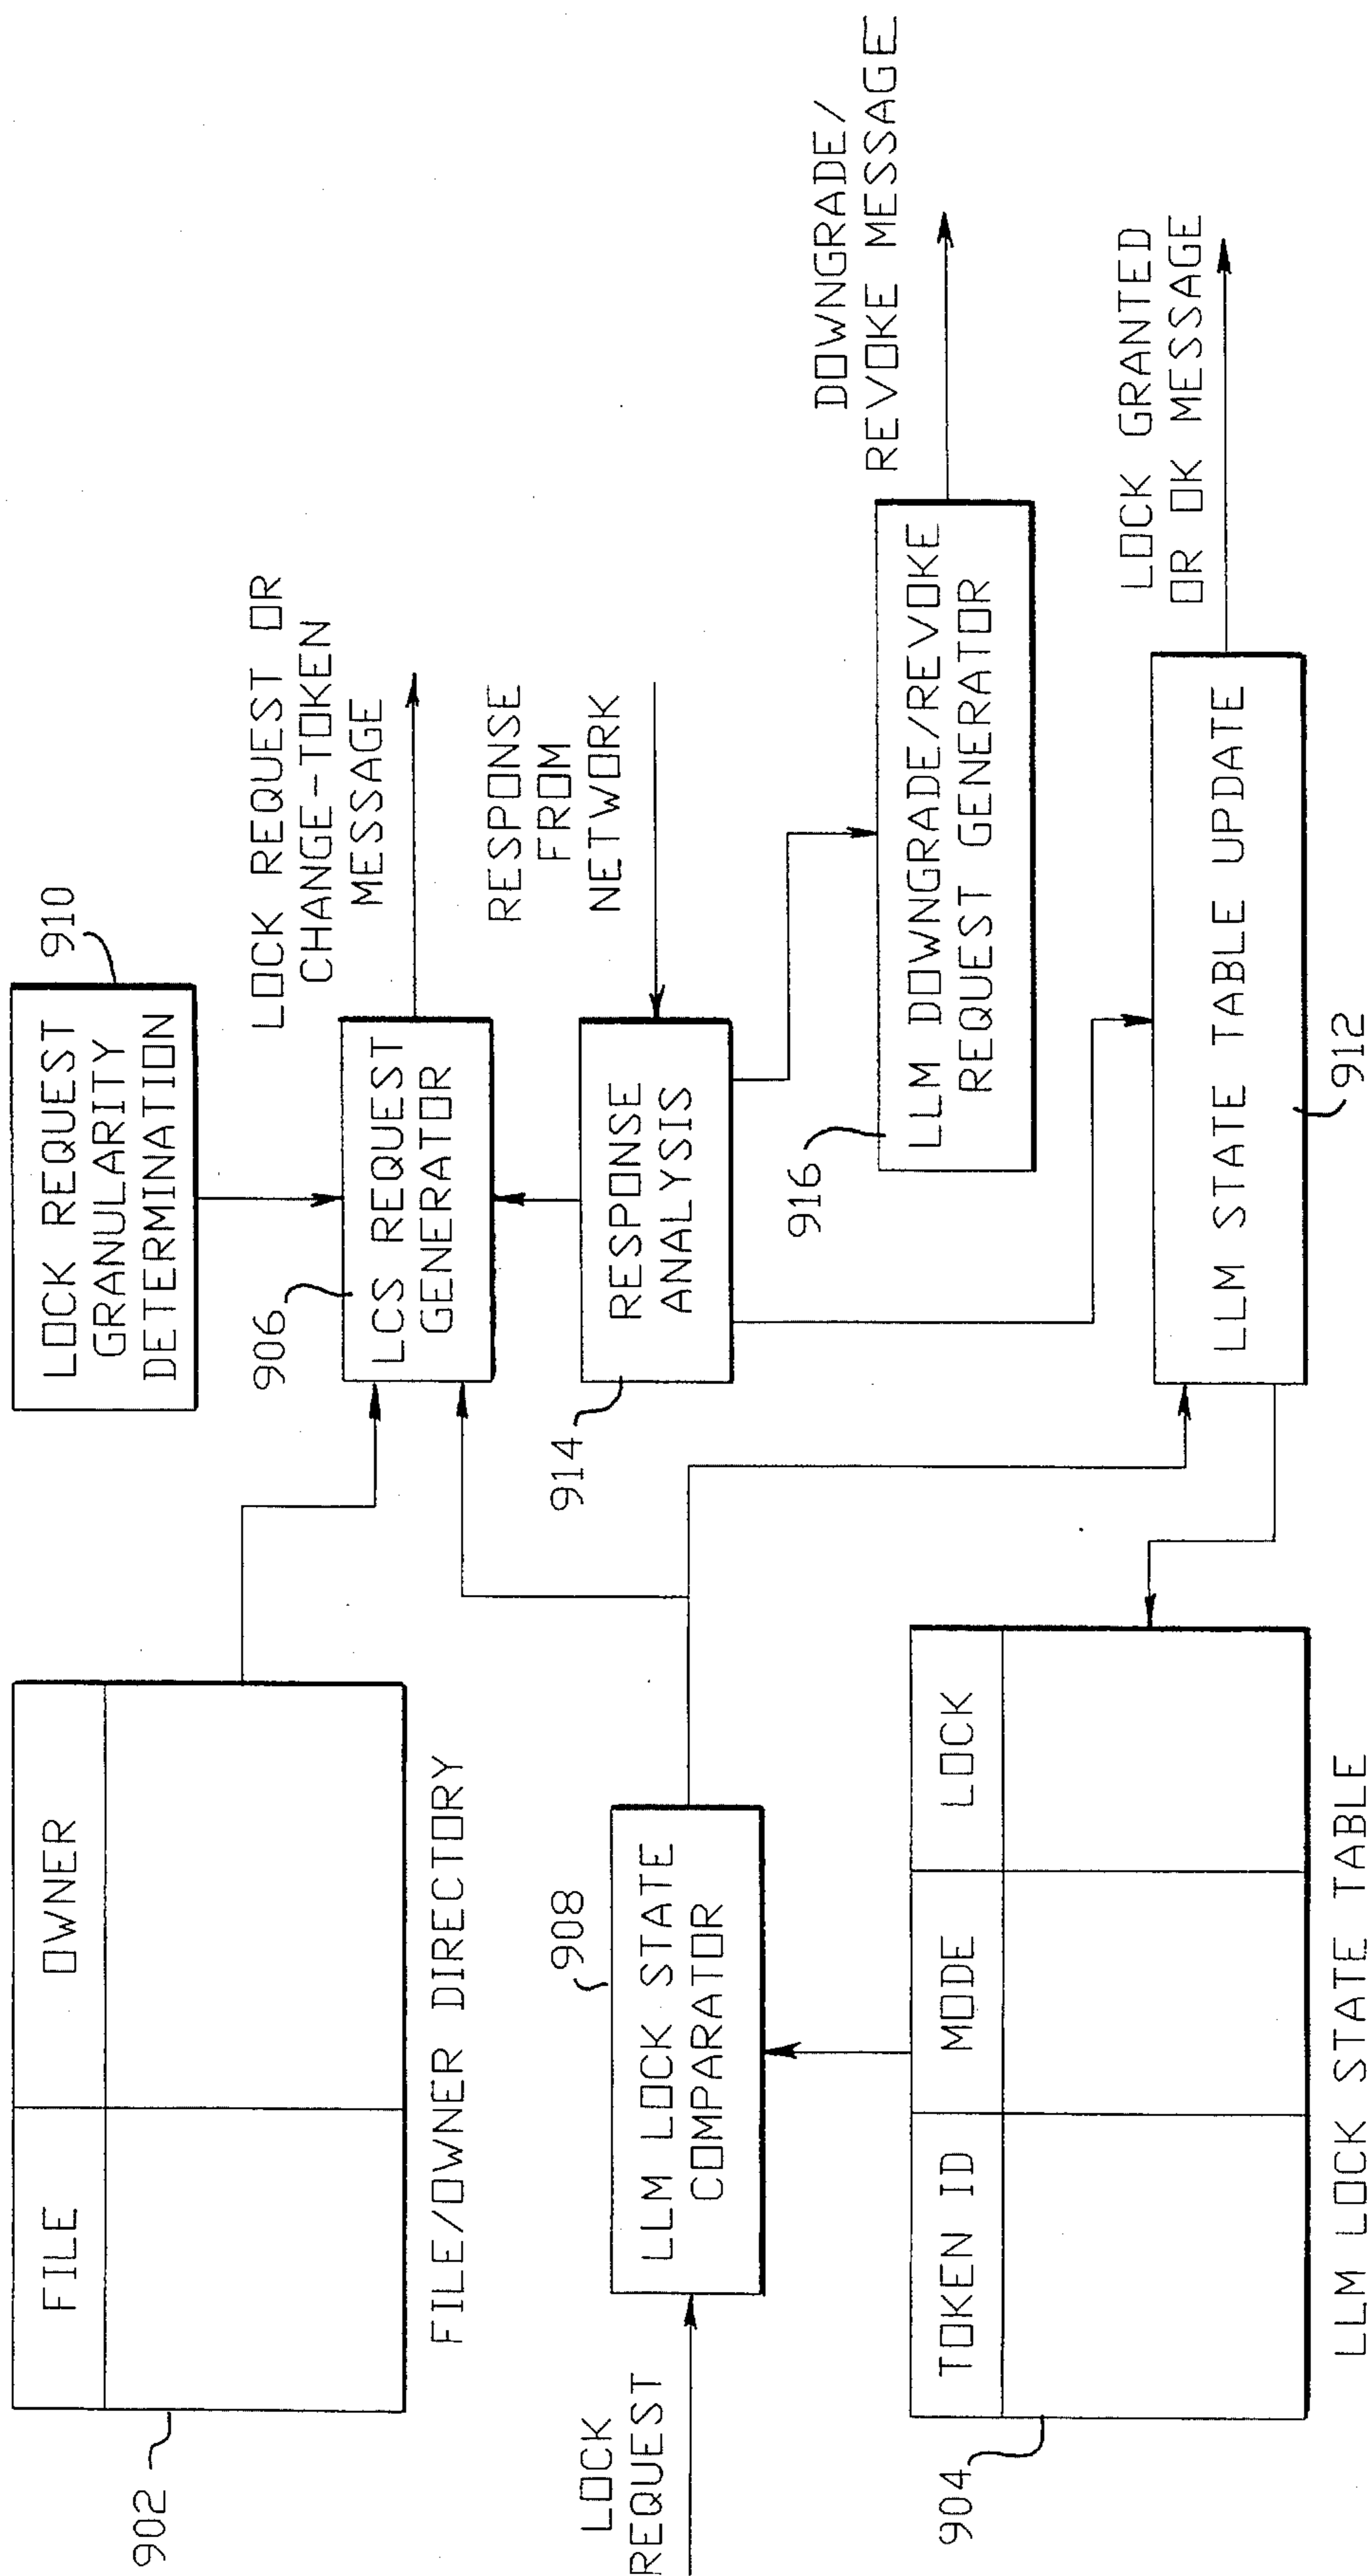 FILE
OWNER
902
FILE/OWNER DIRECTORY
LOCK REQUEST
GRANULARITY
DETERMINATION
910
906
LCS REQUEST
GENERATOR
LOCK REQUEST OR
CHANGE-TOKEN
MESSAGE
RESPONSE
FROM
NETWORK
914
RESPONSE
ANALYSIS
LOCK
REQUEST
908
LLM LOCK STATE
COMPARATOR
916
LLM DOWNGRADE/REVOKE
REQUEST GENERATOR
DOWNGRADE/
REVOKE MESSAGE
904
TOKEN ID
MODE
LOCK
LLM LOCK STATE TABLE
LLM STATE TABLE UPDATE
912
LOCK GRANTED
OR OK MESSAGE